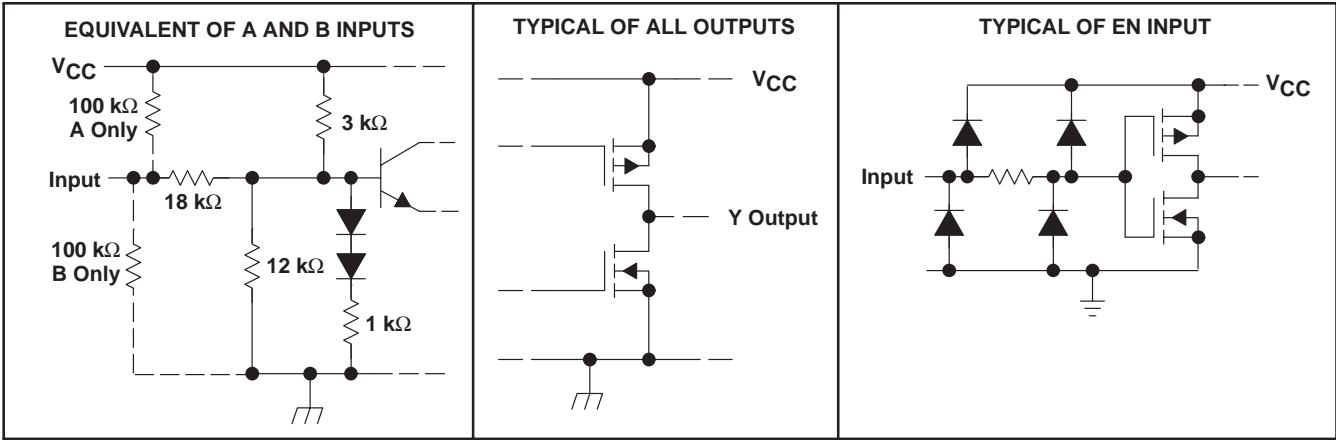 EQUIVALENT OF A AND B INPUTS
VCC
100 kΩ
A Only
3 kΩ
Input
18 kΩ
100 kΩ
B Only
12 kΩ
1 kΩ
TYPICAL OF ALL OUTPUTS
VCC
Y Output
TYPICAL OF EN INPUT
VCC
Input